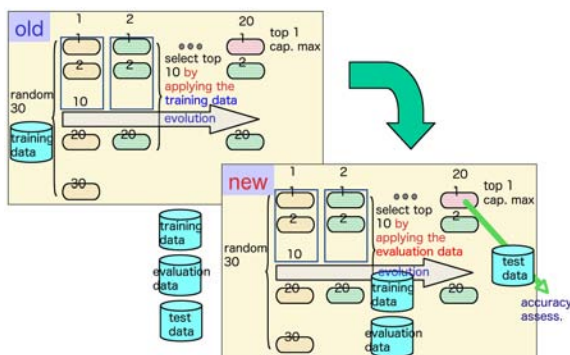 old
1
2
20
1
1
1
top 1
cap. max
2
2
2
select top
10 by
applying the
training data
random
30
10
evolution
training
data
20
20
20
30
new
1
2
20
1
1
1
top 1
cap. max
2
2
2
select top
10 by
applying the
evaluation data
random
30
10
evolution
training
data
20
20
20
evaluation
data
30
test
data
accuracy
assess.
training
data
evaluation
data
test
data